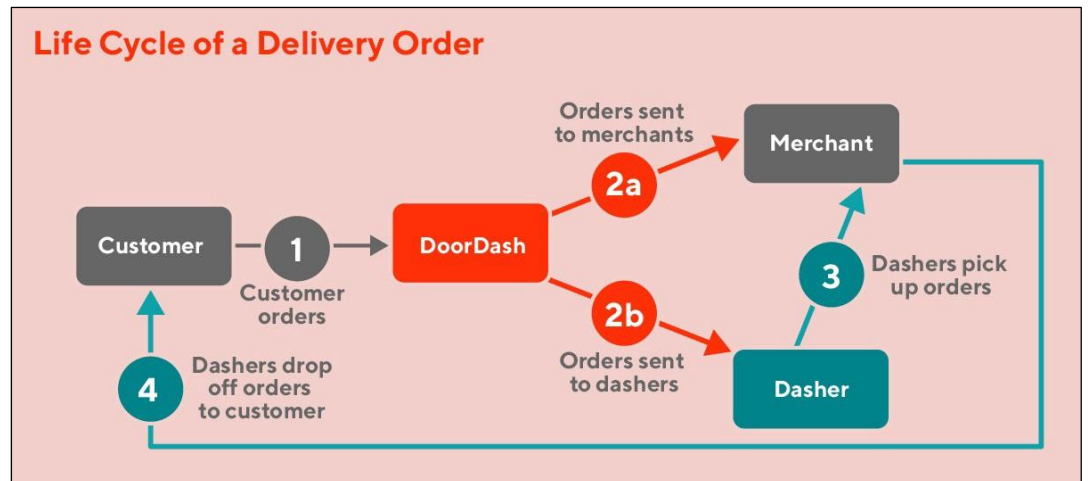 Life Cycle of a Delivery Order
Orders sent
to merchants
Merchant
2a
Customer
1
DoorDash
Customer
orders
3
Dashers pick
up orders
2b
Orders sent
to dashers
Dasher
4
Dashers drop
off orders
to customer